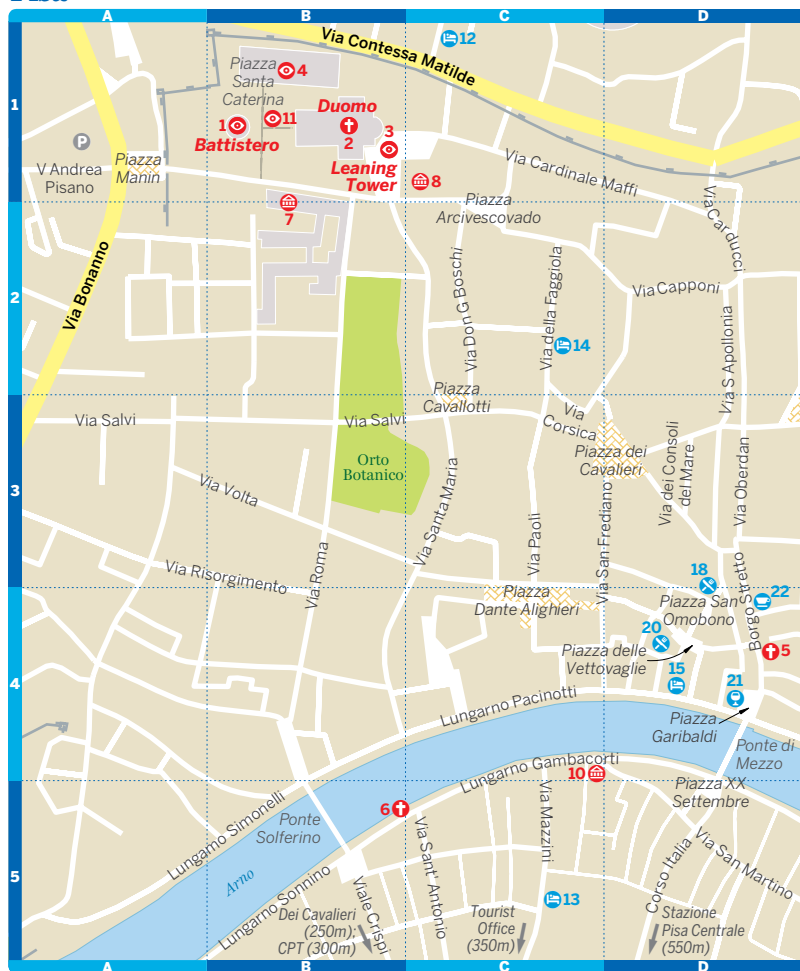 A B C D
Via Contessa Matilde
12
Piazza
Santa
Caterina
4
1
Duomo
1
11
3
Battistero
2
P
Leaning
Tower
V Andrea
Pisano
Piazza
Manin
8
Via Cardinale Maffi
7
Piazza
Arcivescovado
Via Carducci
Via Bonanno
2
Via Don G Boschi
Via della Faggiola
Via Capponi
14
Via S Apollonia
Piazza
Cavallotti
Via Salvi
Via Salvi
Via
Corsica
Piazza dei
Cavalieri
Via dei Consoli
del Mare
Via Oberdan
Orto
Botanico
3
Via Volta
Via Santa Maria
Via Paoli
Via San Frediano
Via Risorgimento
Via Roma
18
22
Piazza
Dante Alighieri
Piazza San
Omobono
Borgo Stretto
20
5
Piazza delle
Vettovaglie
4
15
21
Lungarno Pacinotti
Piazza
Garibaldi
Ponte di
Mezzo
Lungarno Gambacorti
10
Piazza XX
Settembre
6
Lungarno Simonelli
Ponte
Solferino
Via Sant' Antonio
Via Mazzini
Via San Martino
5
Arno
Lungarno Sonnino
Viale Crispi
Corso Italia
13
Dei Cavalieri
(250m);
CPT (300m)
Tourist
Office
(350m)
Stazione
Pisa Centrale
(550m)
A B C D